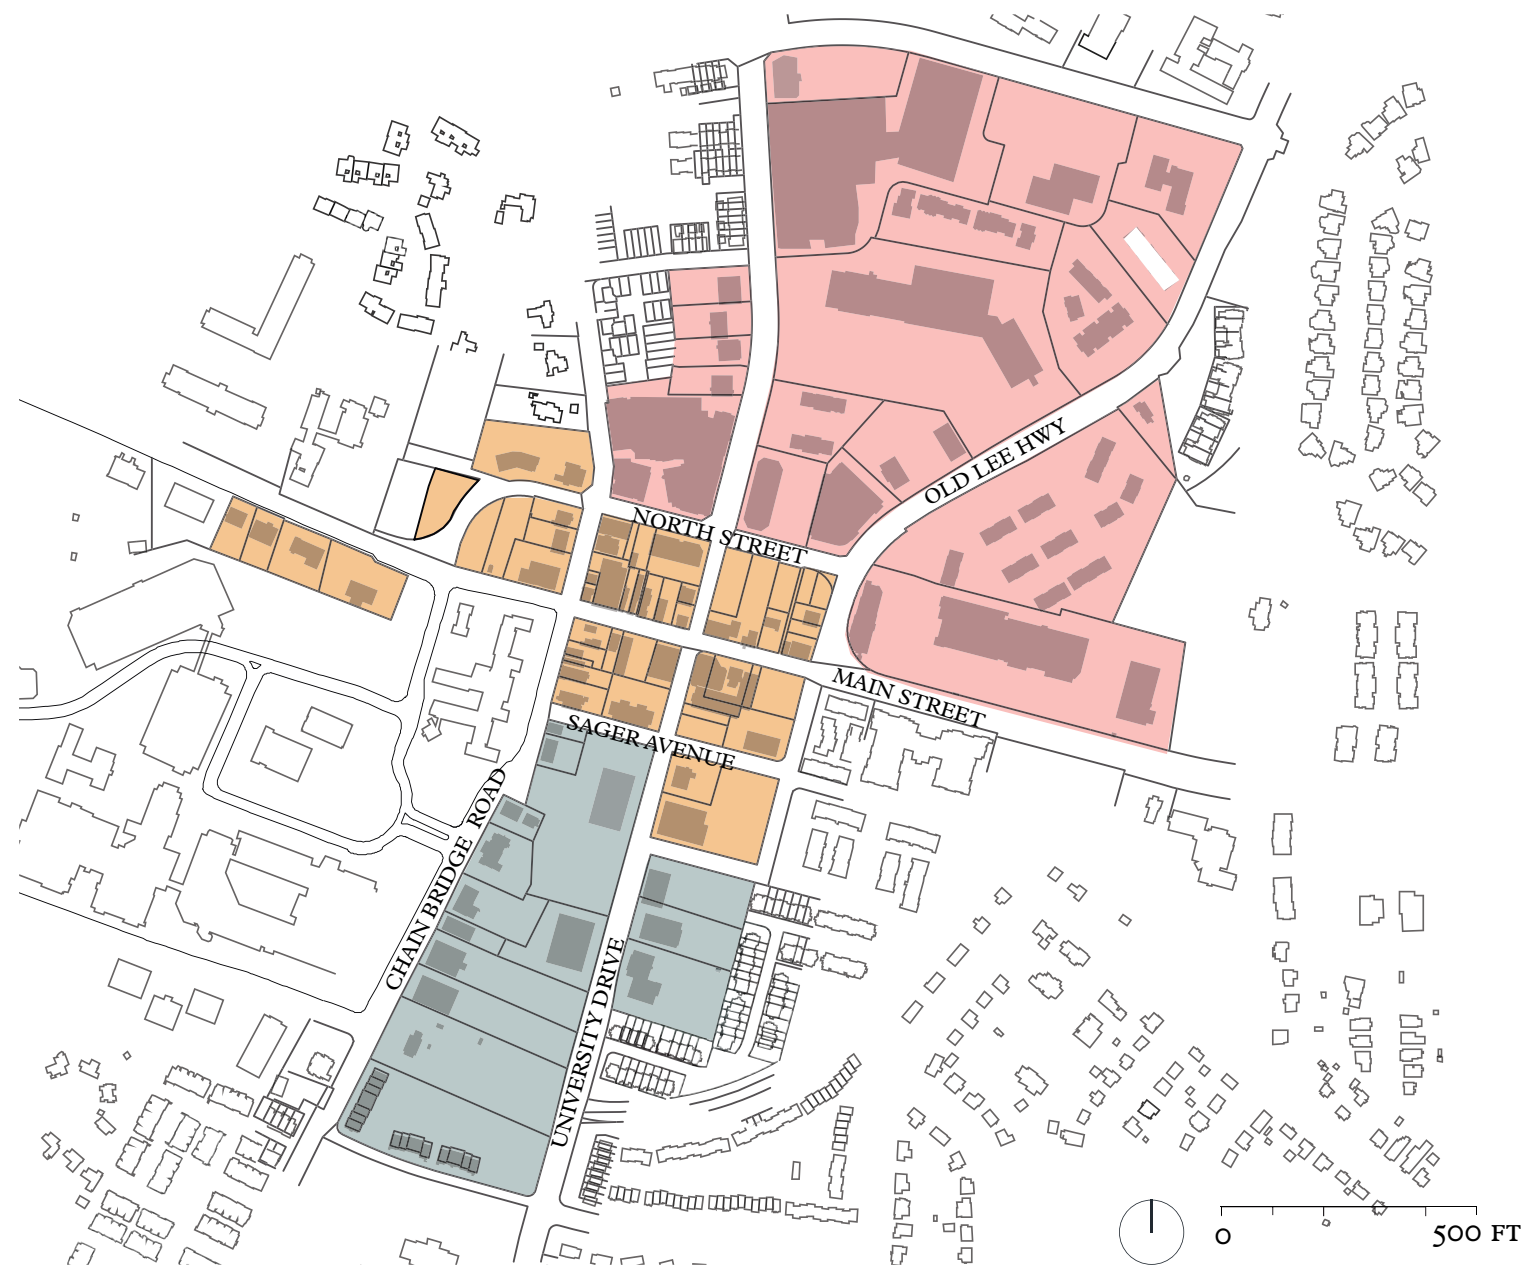 OLD LEE HWY
NORTH STREET
MAIN STREET
SAGER AVENUE
CHAIN BRIDGE ROAD
UNIVERSITY DRIVE
0 500 FT